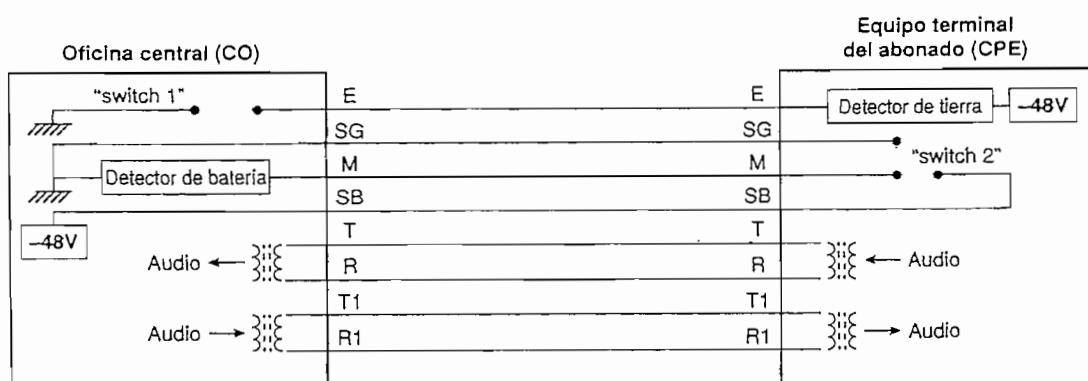 Oficina central (CO)
Equipo terminal
del abonado (CPE)
"switch 1"
E
E
Detector de tierra
–48V
SG
SG
"switch 2"
Detector de bateria
M
M
SB
SB
–48V
T
T
Audio
R
R
Audio
T1
T1
Audio
R1
R1
Audio